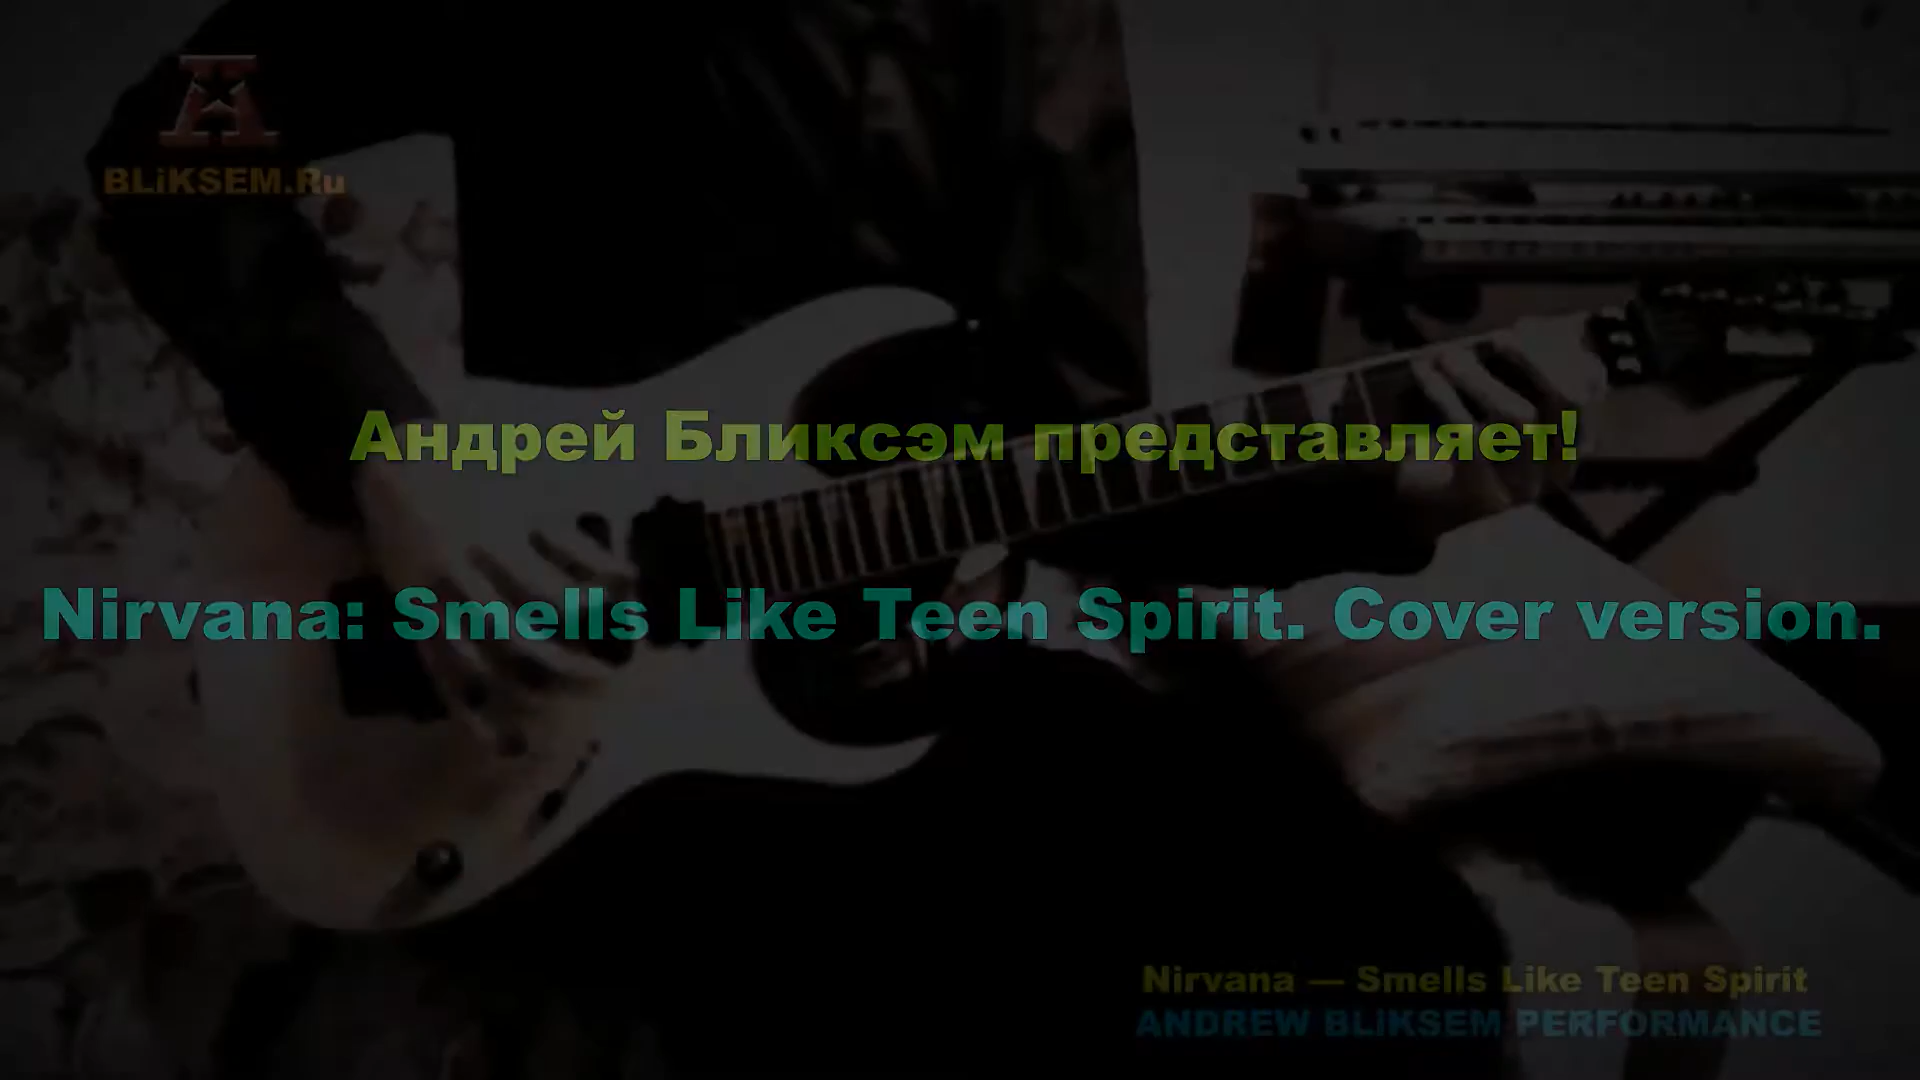 BLiKSEM.Ru
Андрей Бликсэм представляет!
Nirvana: Smells Like Teen Spirit. Cover version.
Nirvana — Smells Like Teen Spirit
ANDREW BLiKSEM PERFORMANCE